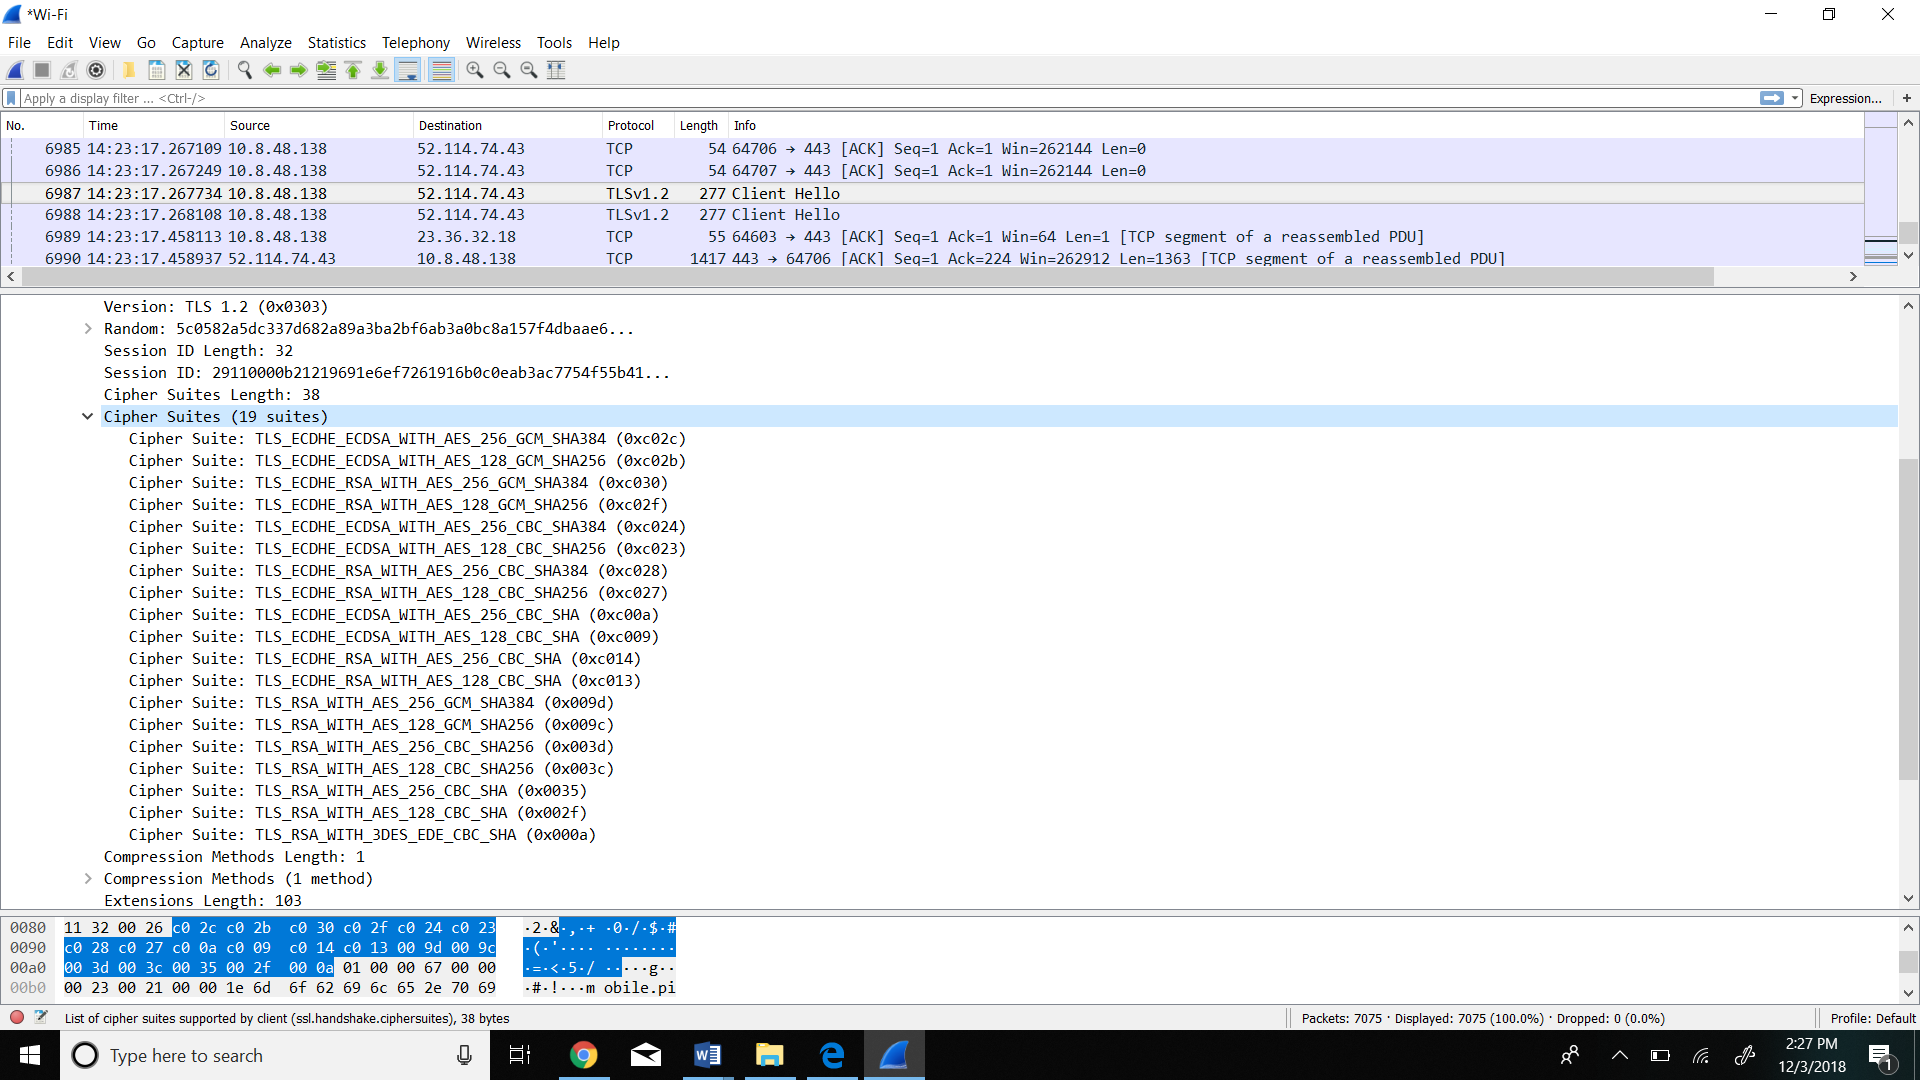 *Wi-Fi
File Edit View Go Capture Analyze Statistics Telephony Wireless Tools Help
Apply a display filter ... <Ctrl-/> Expression... +
No. Time Source Destination Protocol Length Info
6985 14:23:17.267109 10.8.48.138 52.114.74.43 TCP 54 64706 → 443 [ACK] Seq=1 Ack=1 Win=262144 Len=0
6986 14:23:17.267249 10.8.48.138 52.114.74.43 TCP 54 64707 → 443 [ACK] Seq=1 Ack=1 Win=262144 Len=0
6987 14:23:17.267734 10.8.48.138 52.114.74.43 TLSv1.2 277 Client Hello
6988 14:23:17.268108 10.8.48.138 52.114.74.43 TLSv1.2 277 Client Hello
6989 14:23:17.458113 10.8.48.138 23.36.32.18 TCP 55 64603 → 443 [ACK] Seq=1 Ack=1 Win=64 Len=1 [TCP segment of a reassembled PDU]
6990 14:23:17.458937 52.114.74.43 10.8.48.138 TCP 1417 443 → 64706 [ACK] Seq=1 Ack=224 Win=262912 Len=1363 [TCP segment of a reassembled PDU]
Version: TLS 1.2 (0x0303)
Random: 5c0582a5dc337d682a89a3ba2bf6ab3a0bc8a157f4dbaae6...
Session ID Length: 32
Session ID: 29110000b21219691e6ef7261916b0c0eab3ac7754f55b41...
Cipher Suites Length: 38
Cipher Suites (19 suites)
Cipher Suite: TLS_ECDHE_ECDSA_WITH_AES_256_GCM_SHA384 (0xc02c)
Cipher Suite: TLS_ECDHE_ECDSA_WITH_AES_128_GCM_SHA256 (0xc02b)
Cipher Suite: TLS_ECDHE_RSA_WITH_AES_256_GCM_SHA384 (0xc030)
Cipher Suite: TLS_ECDHE_RSA_WITH_AES_128_GCM_SHA256 (0xc02f)
Cipher Suite: TLS_ECDHE_ECDSA_WITH_AES_256_CBC_SHA384 (0xc024)
Cipher Suite: TLS_ECDHE_ECDSA_WITH_AES_128_CBC_SHA256 (0xc023)
Cipher Suite: TLS_ECDHE_RSA_WITH_AES_256_CBC_SHA384 (0xc028)
Cipher Suite: TLS_ECDHE_RSA_WITH_AES_128_CBC_SHA256 (0xc027)
Cipher Suite: TLS_ECDHE_ECDSA_WITH_AES_256_CBC_SHA (0xc00a)
Cipher Suite: TLS_ECDHE_ECDSA_WITH_AES_128_CBC_SHA (0xc009)
Cipher Suite: TLS_ECDHE_RSA_WITH_AES_256_CBC_SHA (0xc014)
Cipher Suite: TLS_ECDHE_RSA_WITH_AES_128_CBC_SHA (0xc013)
Cipher Suite: TLS_RSA_WITH_AES_256_GCM_SHA384 (0x009d)
Cipher Suite: TLS_RSA_WITH_AES_128_GCM_SHA256 (0x009c)
Cipher Suite: TLS_RSA_WITH_AES_256_CBC_SHA256 (0x003d)
Cipher Suite: TLS_RSA_WITH_AES_128_CBC_SHA256 (0x003c)
Cipher Suite: TLS_RSA_WITH_AES_256_CBC_SHA (0x0035)
Cipher Suite: TLS_RSA_WITH_AES_128_CBC_SHA (0x002f)
Cipher Suite: TLS_RSA_WITH_3DES_EDE_CBC_SHA (0x000a)
Compression Methods Length: 1
Compression Methods (1 method)
Extensions Length: 103
0080 11 32 00 26 c0 2c c0 2b c0 30 c0 2f c0 24 c0 23 ·2·&·,·+ ·0·/·$·#
0090 c0 28 c0 27 c0 0a c0 09 c0 14 c0 13 00 9d 00 9c ·(·'···· ········
00a0 00 3d 00 3c 00 35 00 2f 00 0a 01 00 00 67 00 00 ·=·<·5·/ ·····g··
00b0 00 23 00 21 00 00 1e 6d 6f 62 69 6c 65 2e 70 69 ·#·!···m obile.pi
List of cipher suites supported by client (ssl.handshake.ciphersuites), 38 bytes Packets: 7075 · Displayed: 7075 (100.0%) · Dropped: 0 (0.0%) Profile: Default
Type here to search
2:27 PM
12/3/2018
1